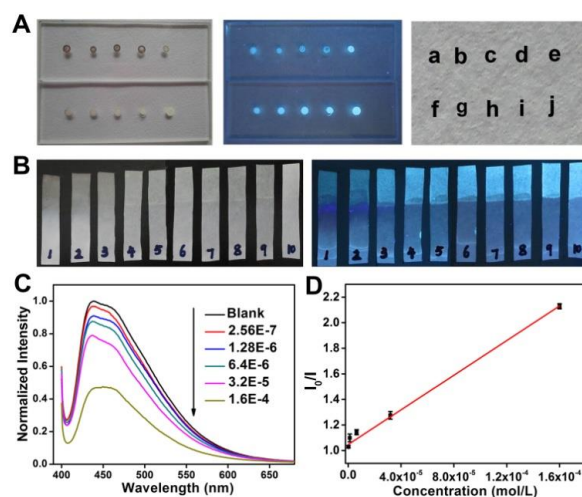 A
a b c d e
f g h i j
B
1 2 3 4 5 6 7 8 9 10
1 2 3 4 5 6 7 8 9 10
C
Normalized Intensity
1.0
0.8
0.6
0.4
0.2
0.0
Blank
2.56E-7
1.28E-6
6.4E-6
3.2E-5
1.6E-4
400 450 500 550 600 650
Wavelength (nm)
D
I0/I
2.2
2.0
1.8
1.6
1.4
1.2
1.0
0.0 4.0x10-5 8.0x10-5 1.2x10-4 1.6x10-4
Concentration (mol/L)